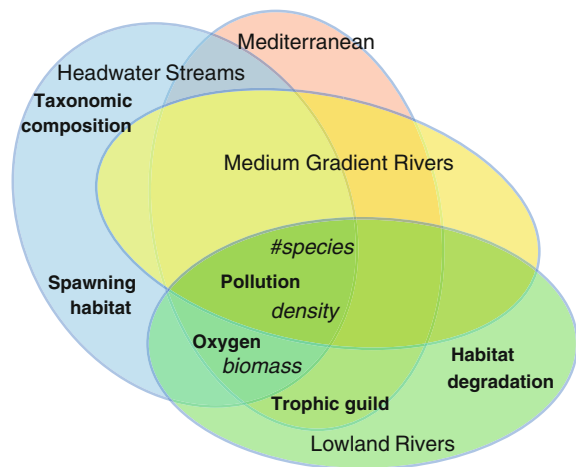 Mediterranean
Headwater Streams
Taxonomic
composition
Medium Gradient Rivers
#species
Pollution
density
Spawning
habitat
Oxygen
biomass
Habitat
degradation
Trophic guild
Lowland Rivers